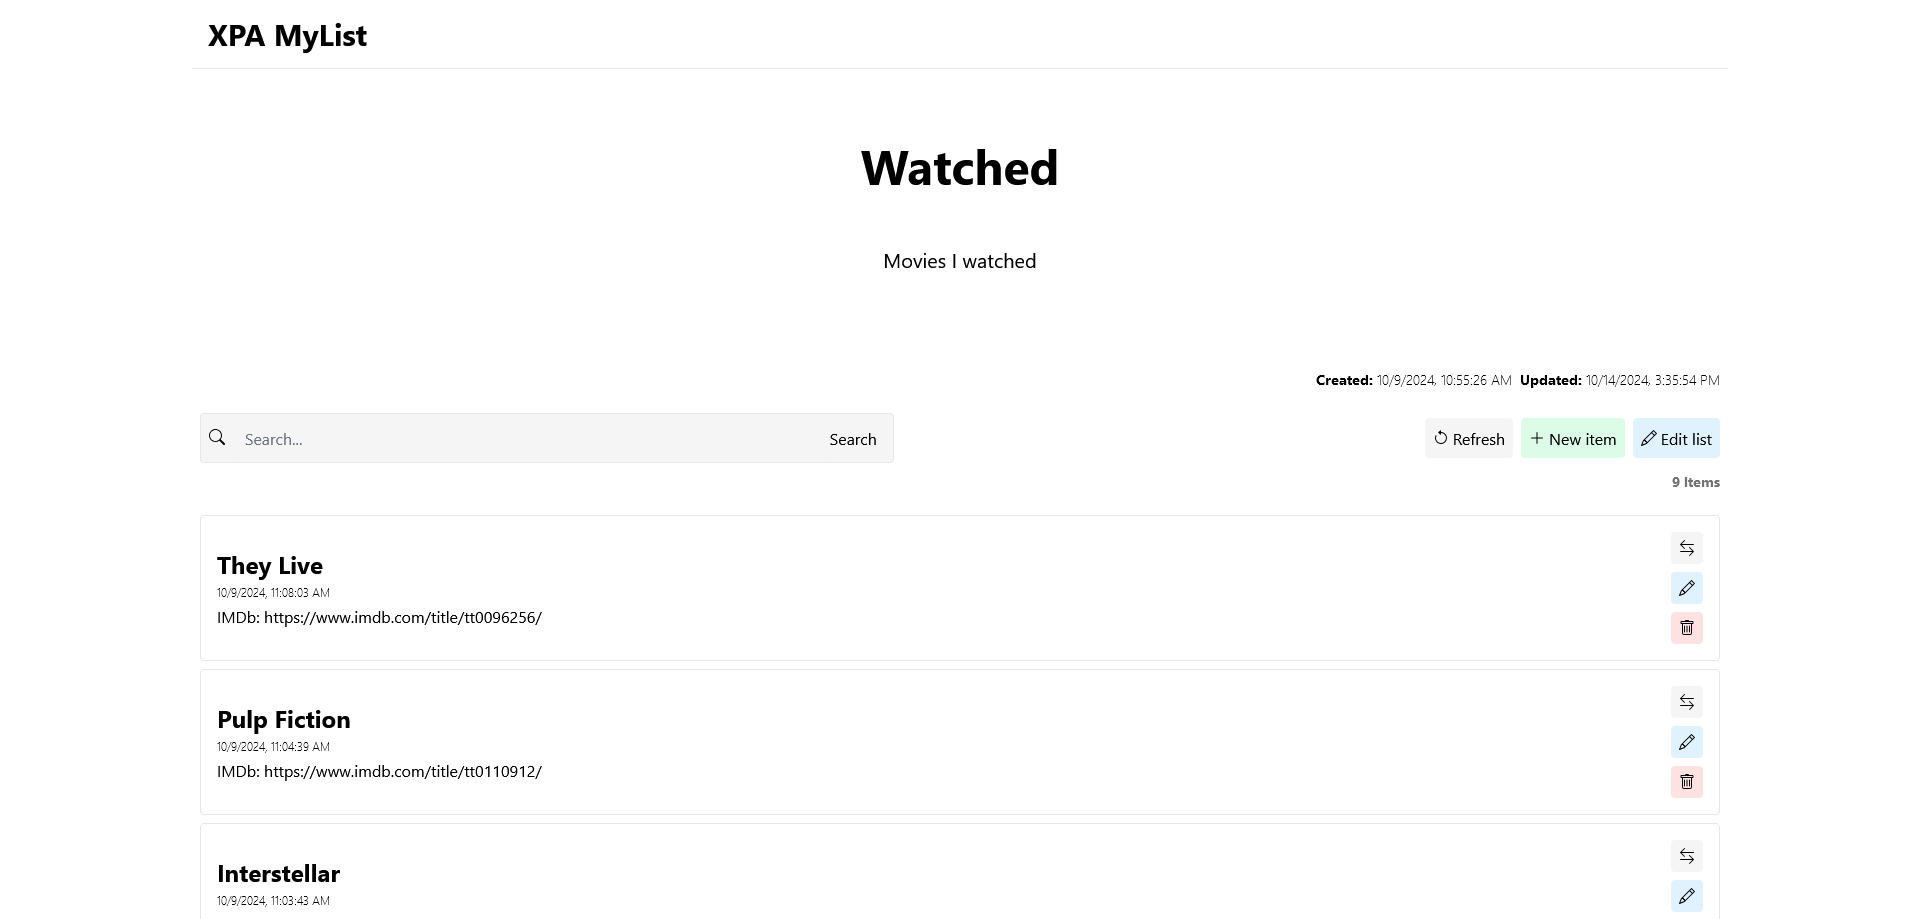 XPA MyList
Watched
Movies I watched
Created: 10/9/2024, 10:55:26 AM Updated: 10/14/2024, 3:35:54 PM
Search... Search Refresh New item Edit list
9 Items
They Live
10/9/2024, 11:08:03 AM
IMDb: https://www.imdb.com/title/tt0096256/
Pulp Fiction
10/9/2024, 11:04:39 AM
IMDb: https://www.imdb.com/title/tt0110912/
Interstellar
10/9/2024, 11:03:43 AM